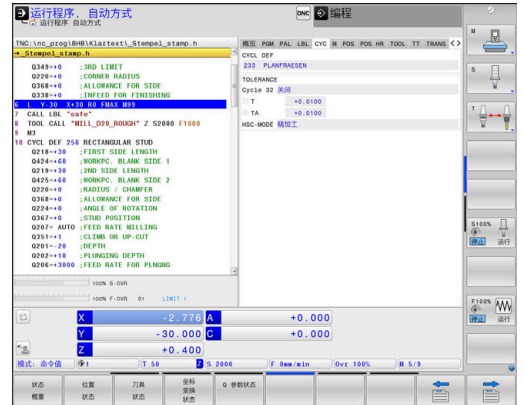 运行程序, 自动方式
运行程序 自动方式
DNC
编程
TNC:\nc_prog\BHB\Klartext\_Stempel_stamp.h
→_Stempel_stamp.h
Q349=+0 ;3RD LIMIT
Q220=+0 ;CORNER RADIUS
Q368=+0 ;ALLOWANCE FOR SIDE
Q338=+0 ;INFEED FOR FINISHING
6 L Y-30 X+30 R0 FMAX M99
7 CALL LBL "safe"
8 TOOL CALL "MILL_D20_ROUGH" Z S2000 F1000
9 M3
10 CYCL DEF 256 RECTANGULAR STUD
Q218=+30 ;FIRST SIDE LENGTH
Q424=+60 ;WORKPC. BLANK SIDE 1
Q219=+30 ;2ND SIDE LENGTH
Q425=+60 ;WORKPC. BLANK SIDE 2
Q220=+0 ;RADIUS / CHAMFER
Q368=+0 ;ALLOWANCE FOR SIDE
Q224=+0 ;ANGLE OF ROTATION
Q367=+0 ;STUD POSITION
Q207= AUTO ;FEED RATE MILLING
Q351=+1 ;CLIMB OR UP-CUT
Q201=-20 ;DEPTH
Q202=+10 ;PLUNGING DEPTH
Q206=+3000 ;FEED RATE FOR PLNGNG
概览 PGM PAL LBL CYC M POS POS HR TOOL TT TRANS
CYCL DEF
233 PLANFRAESEN
TOLERANCE
Cycle 32 关闭
T +0.0100
TA +0.0100
HSC-MODE 精加工
100% S-OVR
100% F-OVR S1 LIMIT 1
X -2.776 A +0.000
Y -30.000 C +0.000
Z +0.400
模式: 命令值 1 T 50 Z S 2000 F 0mm/min Ovr 100% M 5/9
M
S
T
S100%
停止 运行
F100%
停止 运行
状态 概要
位置 状态
刀具 状态
坐标 变换 状态
Q 参数状态